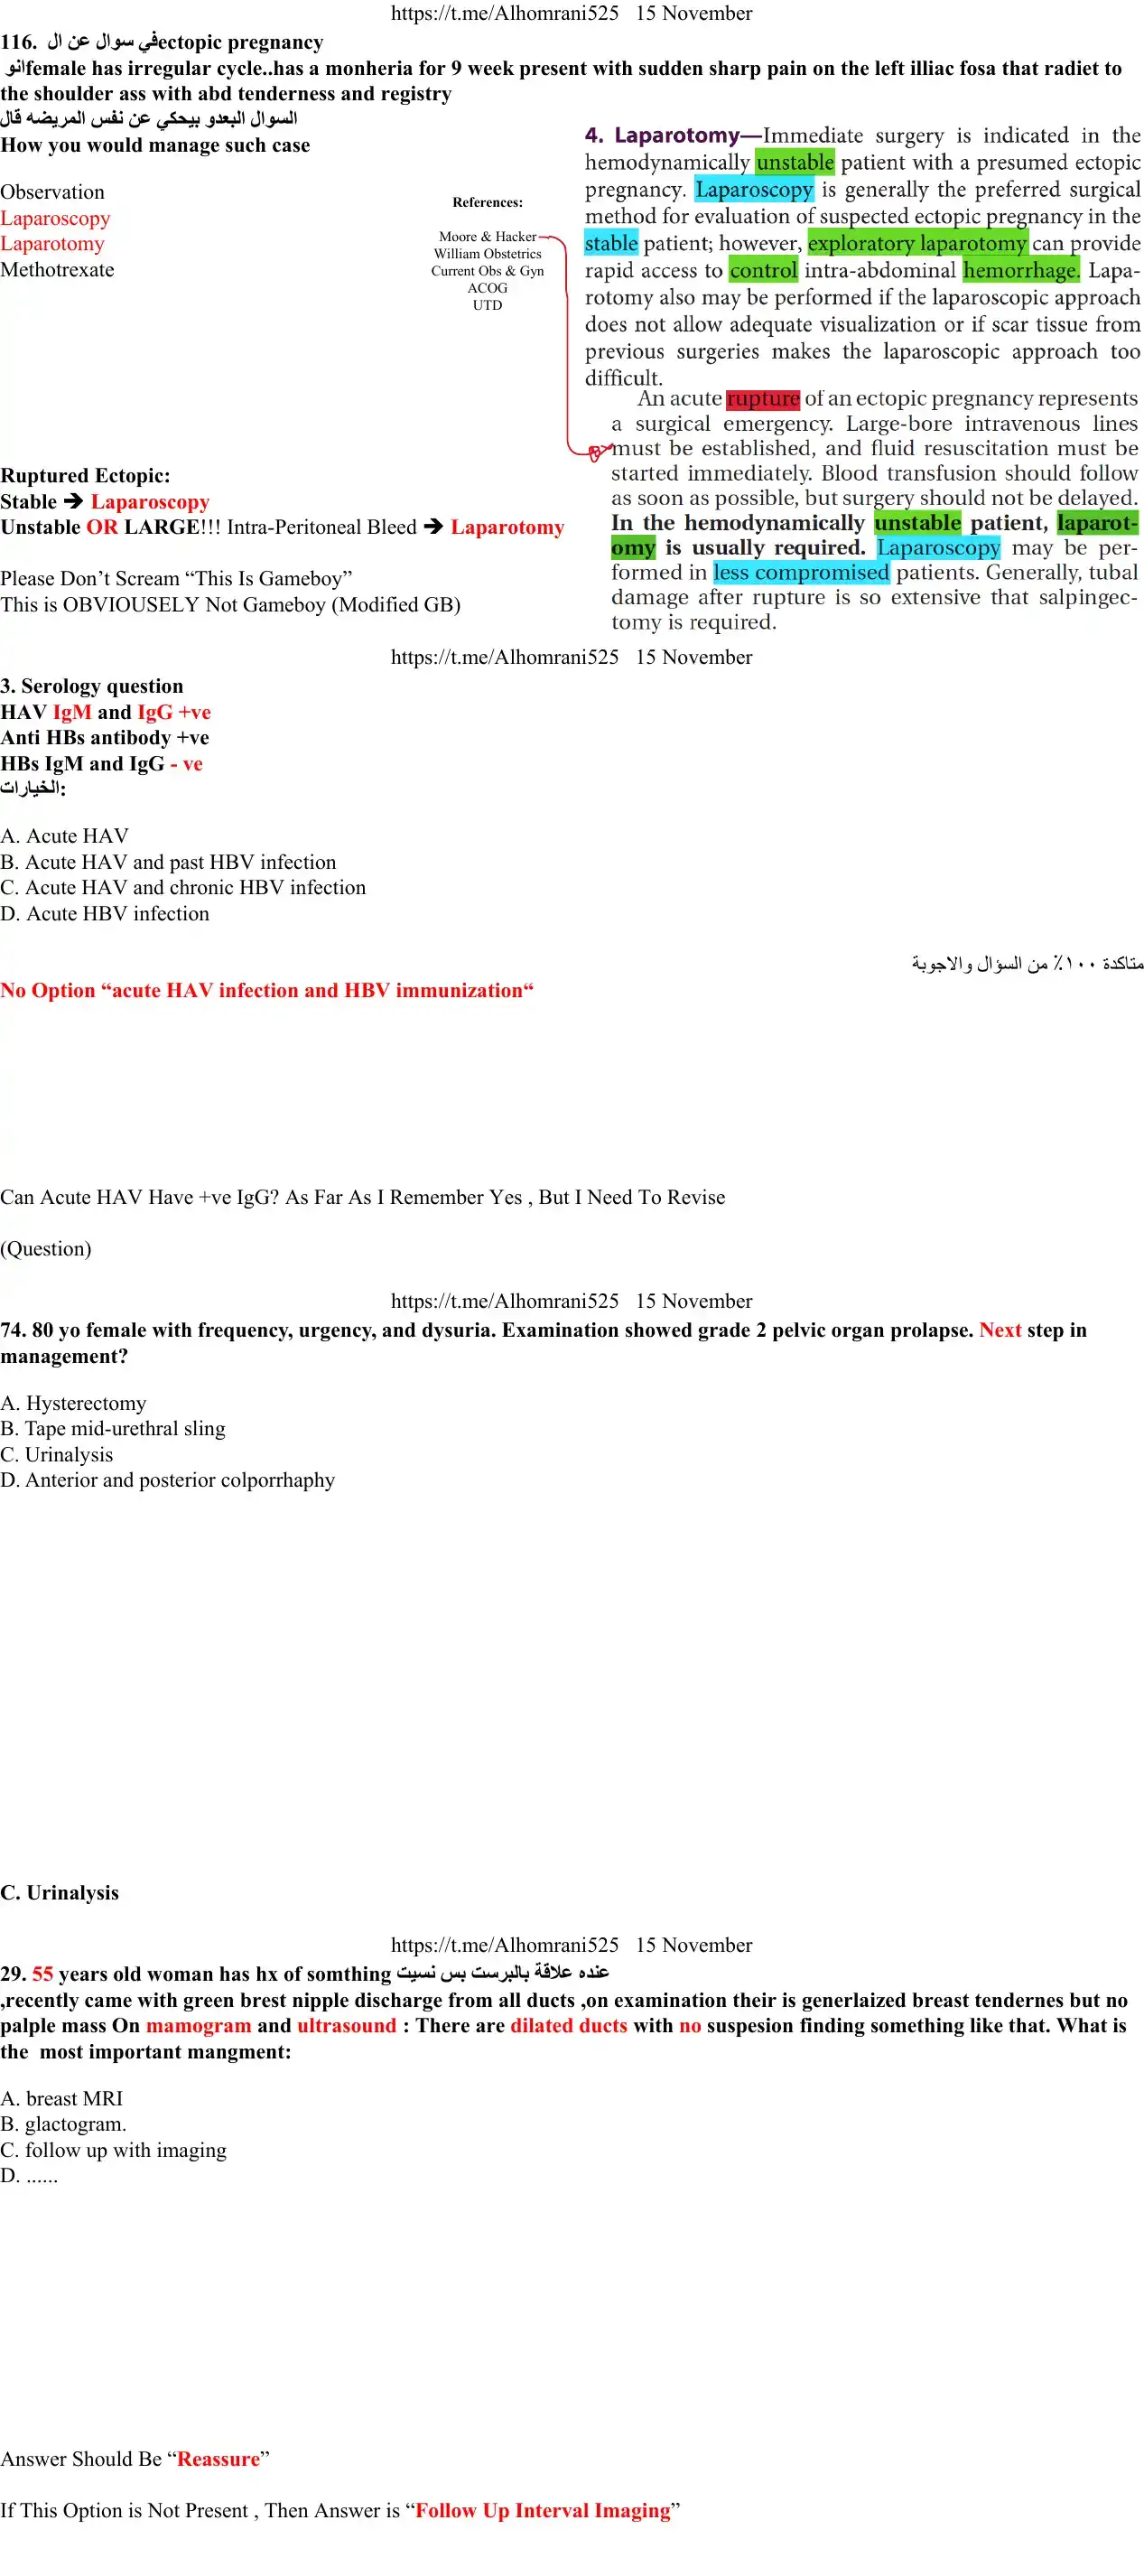 https://t.me/Alhomrani525   15 November
116. في سوال عن ال ectopic pregnancy
انو female has irregular cycle..has a monheria for 9 week present with sudden sharp pain on the left illiac fosa that radiet to
the shoulder ass with abd tenderness and registry
السوال البعدو بيحكي عن نفس المريضه قال
How you would manage such case
Observation
Laparoscopy
Laparotomy
Methotrexate
References:
Moore & Hacker
William Obstetrics
Current Obs & Gyn
ACOG
UTD
4. Laparotomy—Immediate surgery is indicated in the
hemodynamically unstable patient with a presumed ectopic
pregnancy. Laparoscopy is generally the preferred surgical
method for evaluation of suspected ectopic pregnancy in the
stable patient; however, exploratory laparotomy can provide
rapid access to control intra-abdominal hemorrhage. Lapa-
rotomy also may be performed if the laparoscopic approach
does not allow adequate visualization or if scar tissue from
previous surgeries makes the laparoscopic approach too
difficult.
An acute rupture of an ectopic pregnancy represents
a surgical emergency. Large-bore intravenous lines
must be established, and fluid resuscitation must be
started immediately. Blood transfusion should follow
as soon as possible, but surgery should not be delayed.
In the hemodynamically unstable patient, laparot-
omy is usually required. Laparoscopy may be per-
formed in less compromised patients. Generally, tubal
damage after rupture is so extensive that salpingec-
tomy is required.
Ruptured Ectopic:
Stable ➔ Laparoscopy
Unstable OR LARGE!!! Intra-Peritoneal Bleed ➔ Laparotomy
Please Don’t Scream “This Is Gameboy”
This is OBVIOUSELY Not Gameboy (Modified GB)
https://t.me/Alhomrani525   15 November
3. Serology question
HAV IgM and IgG +ve
Anti HBs antibody +ve
HBs IgM and IgG - ve
الخيارات:
A. Acute HAV
B. Acute HAV and past HBV infection
C. Acute HAV and chronic HBV infection
D. Acute HBV infection
متاكدة ١٠٠٪ من السؤال والاجوبة
No Option “acute HAV infection and HBV immunization“
Can Acute HAV Have +ve IgG? As Far As I Remember Yes , But I Need To Revise
(Question)
https://t.me/Alhomrani525   15 November
74. 80 yo female with frequency, urgency, and dysuria. Examination showed grade 2 pelvic organ prolapse. Next step in
management?
A. Hysterectomy
B. Tape mid-urethral sling
C. Urinalysis
D. Anterior and posterior colporrhaphy
C. Urinalysis
https://t.me/Alhomrani525   15 November
29. 55 years old woman has hx of somthing عنده علاقة بالبرست بس نسيت
,recently came with green brest nipple discharge from all ducts ,on examination their is generlaized breast tendernes but no
palple mass On mamogram and ultrasound : There are dilated ducts with no suspesion finding something like that. What is
the  most important mangment:
A. breast MRI
B. glactogram.
C. follow up with imaging
D. ......
Answer Should Be “Reassure”
If This Option is Not Present , Then Answer is “Follow Up Interval Imaging”